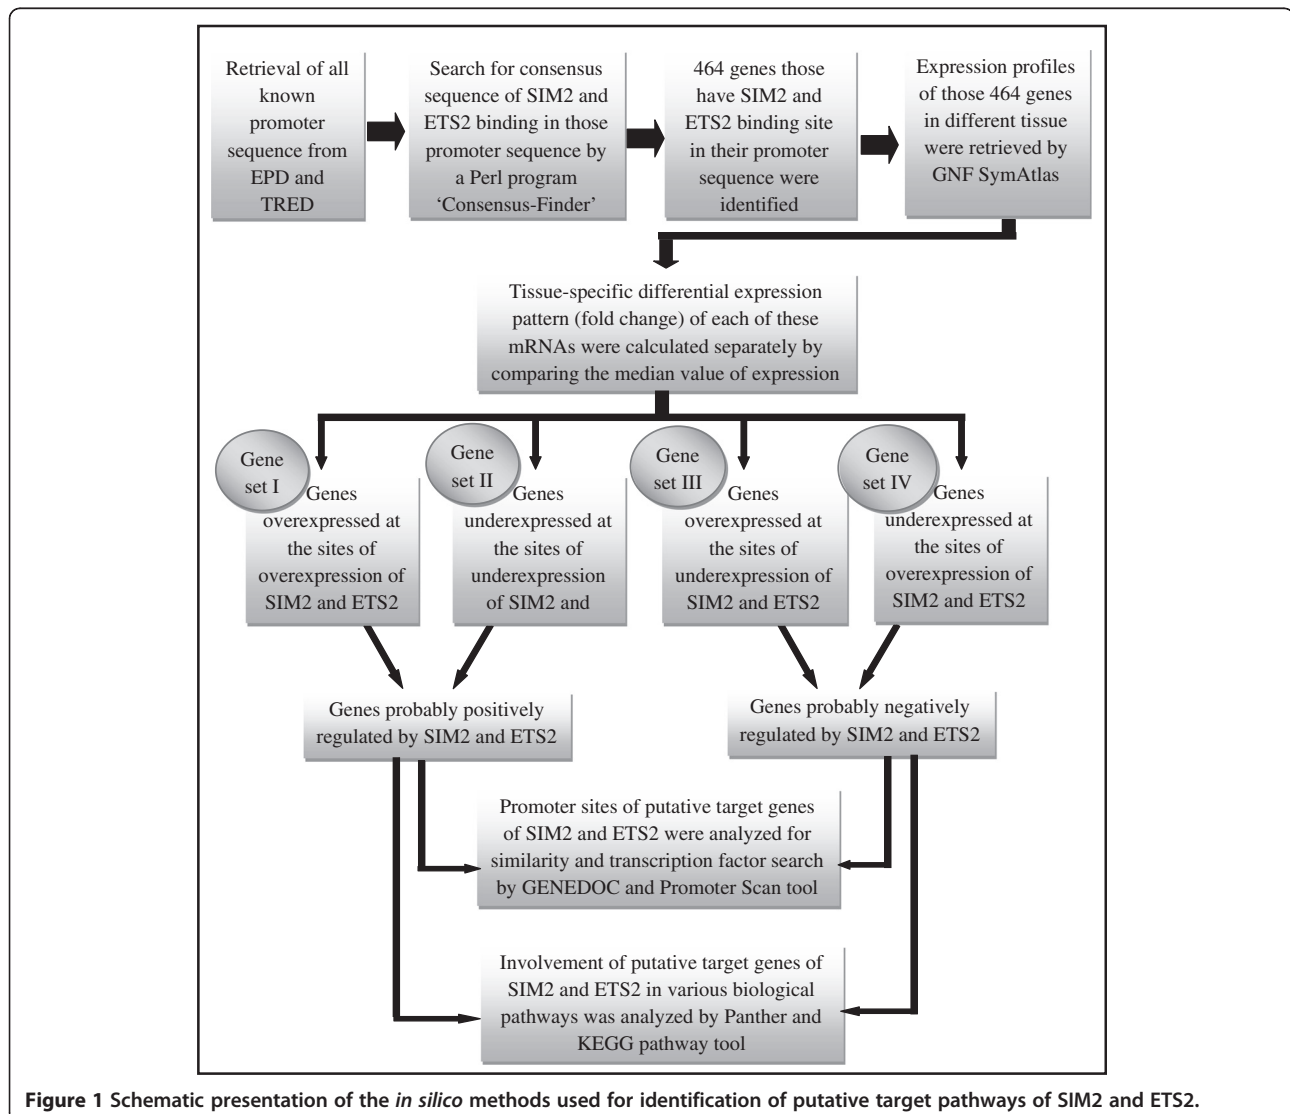 Retrieval of all
known
promoter
sequence from
EPD and
TRED
Search for consensus
sequence of SIM2 and
ETS2 binding in those
promoter sequence by
a Perl program
‘Consensus-Finder’
464 genes those
have SIM2 and
ETS2 binding site
in their promoter
sequence were
identified
Expression profiles
of those 464 genes
in different tissue
were retrieved by
GNF SymAtlas
Tissue-specific differential expression
pattern (fold change) of each of these
mRNAs were calculated separately by
comparing the median value of expression
Gene
set I
Genes
overexpressed at
the sites of
overexpression of
SIM2 and ETS2
Gene
set II
Genes
underexpressed at
the sites of
underexpression
of SIM2 and
Gene
set III
Genes
overexpressed at
the sites of
underexpression of
SIM2 and ETS2
Gene
set IV
Genes
underexpressed at
the sites of
overexpression of
SIM2 and ETS2
Genes probably positively
regulated by SIM2 and ETS2
Genes probably negatively
regulated by SIM2 and ETS2
Promoter sites of putative target genes
of SIM2 and ETS2 were analyzed for
similarity and transcription factor search
by GENEDOC and Promoter Scan tool
Involvement of putative target genes of
SIM2 and ETS2 in various biological
pathways was analyzed by Panther and
KEGG pathway tool
Figure 1 Schematic presentation of the in silico methods used for identification of putative target pathways of SIM2 and ETS2.